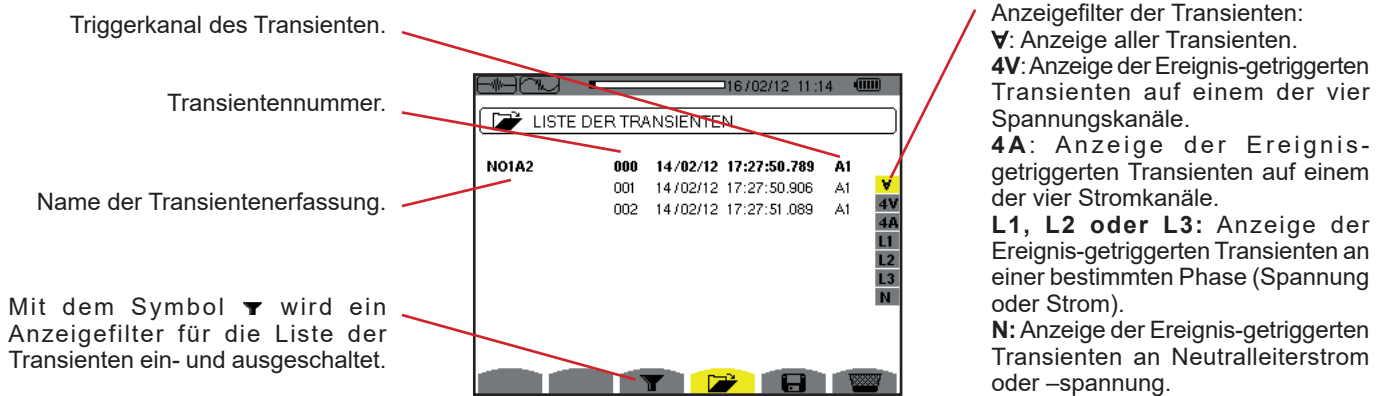 Triggerkanal des Transienten.
Transientennummer.
Name der Transientenerfassung.
Mit dem Symbol wird ein
Anzeigefilter für die Liste der
Transienten ein- und ausgeschaltet.
16/02/12 11:14
LISTE DER TRANSIENTEN
NO1A2 000 14/02/12 17:27:50.789 A1
001 14/02/12 17:27:50.906 A1
002 14/02/12 17:27:51.089 A1
∀
4V
4A
L1
L2
L3
N
Anzeigefilter der Transienten:
∀: Anzeige aller Transienten.
4V: Anzeige der Ereignis-getriggerten
Transienten auf einem der vier
Spannungskanäle.
4A: Anzeige der Ereignis-
getriggerten Transienten auf einem
der vier Stromkanäle.
L1, L2 oder L3: Anzeige der
Ereignis-getriggerten Transienten an
einer bestimmten Phase (Spannung
oder Strom).
N: Anzeige der Ereignis-getriggerten
Transienten an Neutralleiterstrom
oder –spannung.